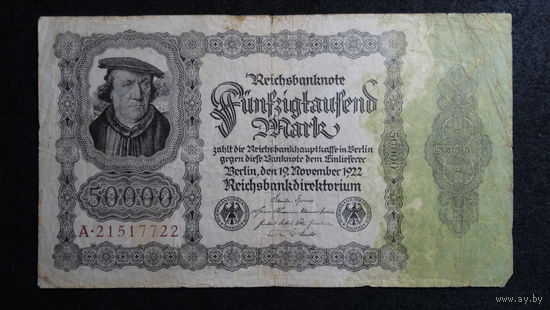 Reichsbanknote
Fünfzigtausend
Mark
zahlt die Reichsbankhauptkasse in Berlin
gegen diese Banknote dem Einlieferer
Berlin, den 19. November 1922
Reichsbankdirektorium
50000
A·21517722
50000
50000
www.ay.by